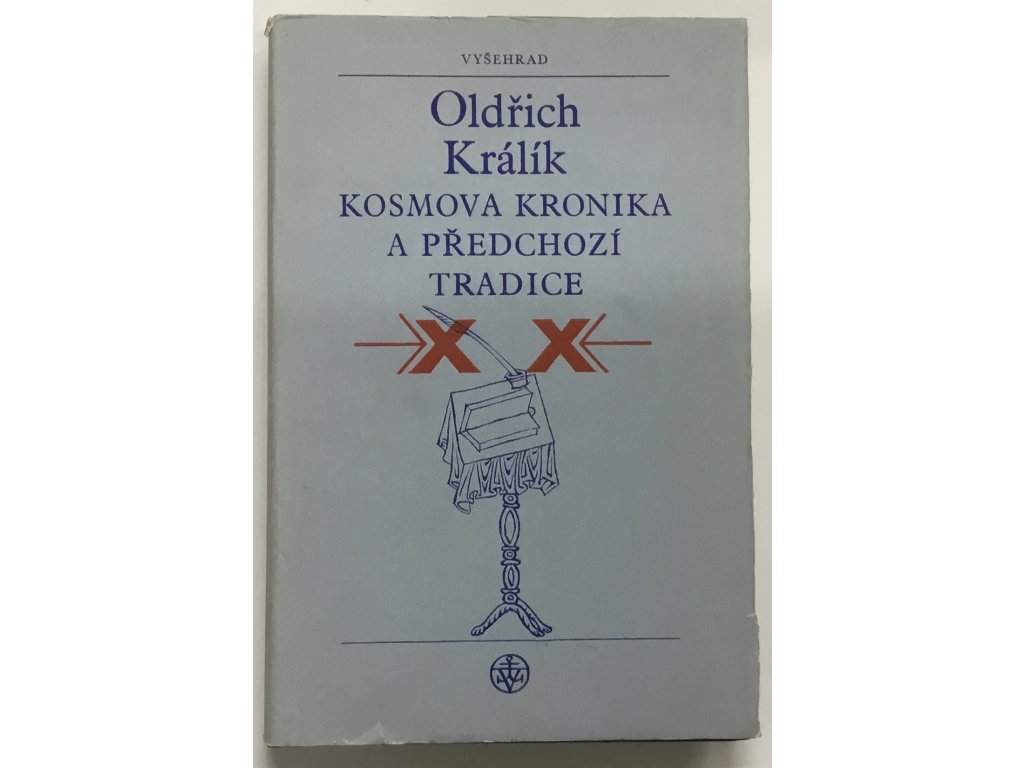 VYŠEHRAD
Oldřich
Králík
KOSMOVA KRONIKA
A PŘEDCHOZÍ
TRADICE
X X